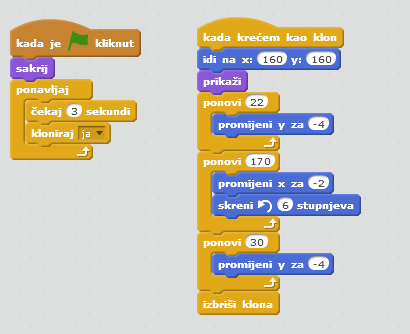 kada je kliknut
sakrij
ponavljaj
čekaj 3 sekundi
kloniraj ja
kada krećem kao klon
idi na x: 160 y: 160
prikaži
ponovi 22
promijeni y za -4
ponovi 170
promijeni x za -2
skreni 6 stupnjeva
ponovi 30
promijeni y za -4
izbriši klona